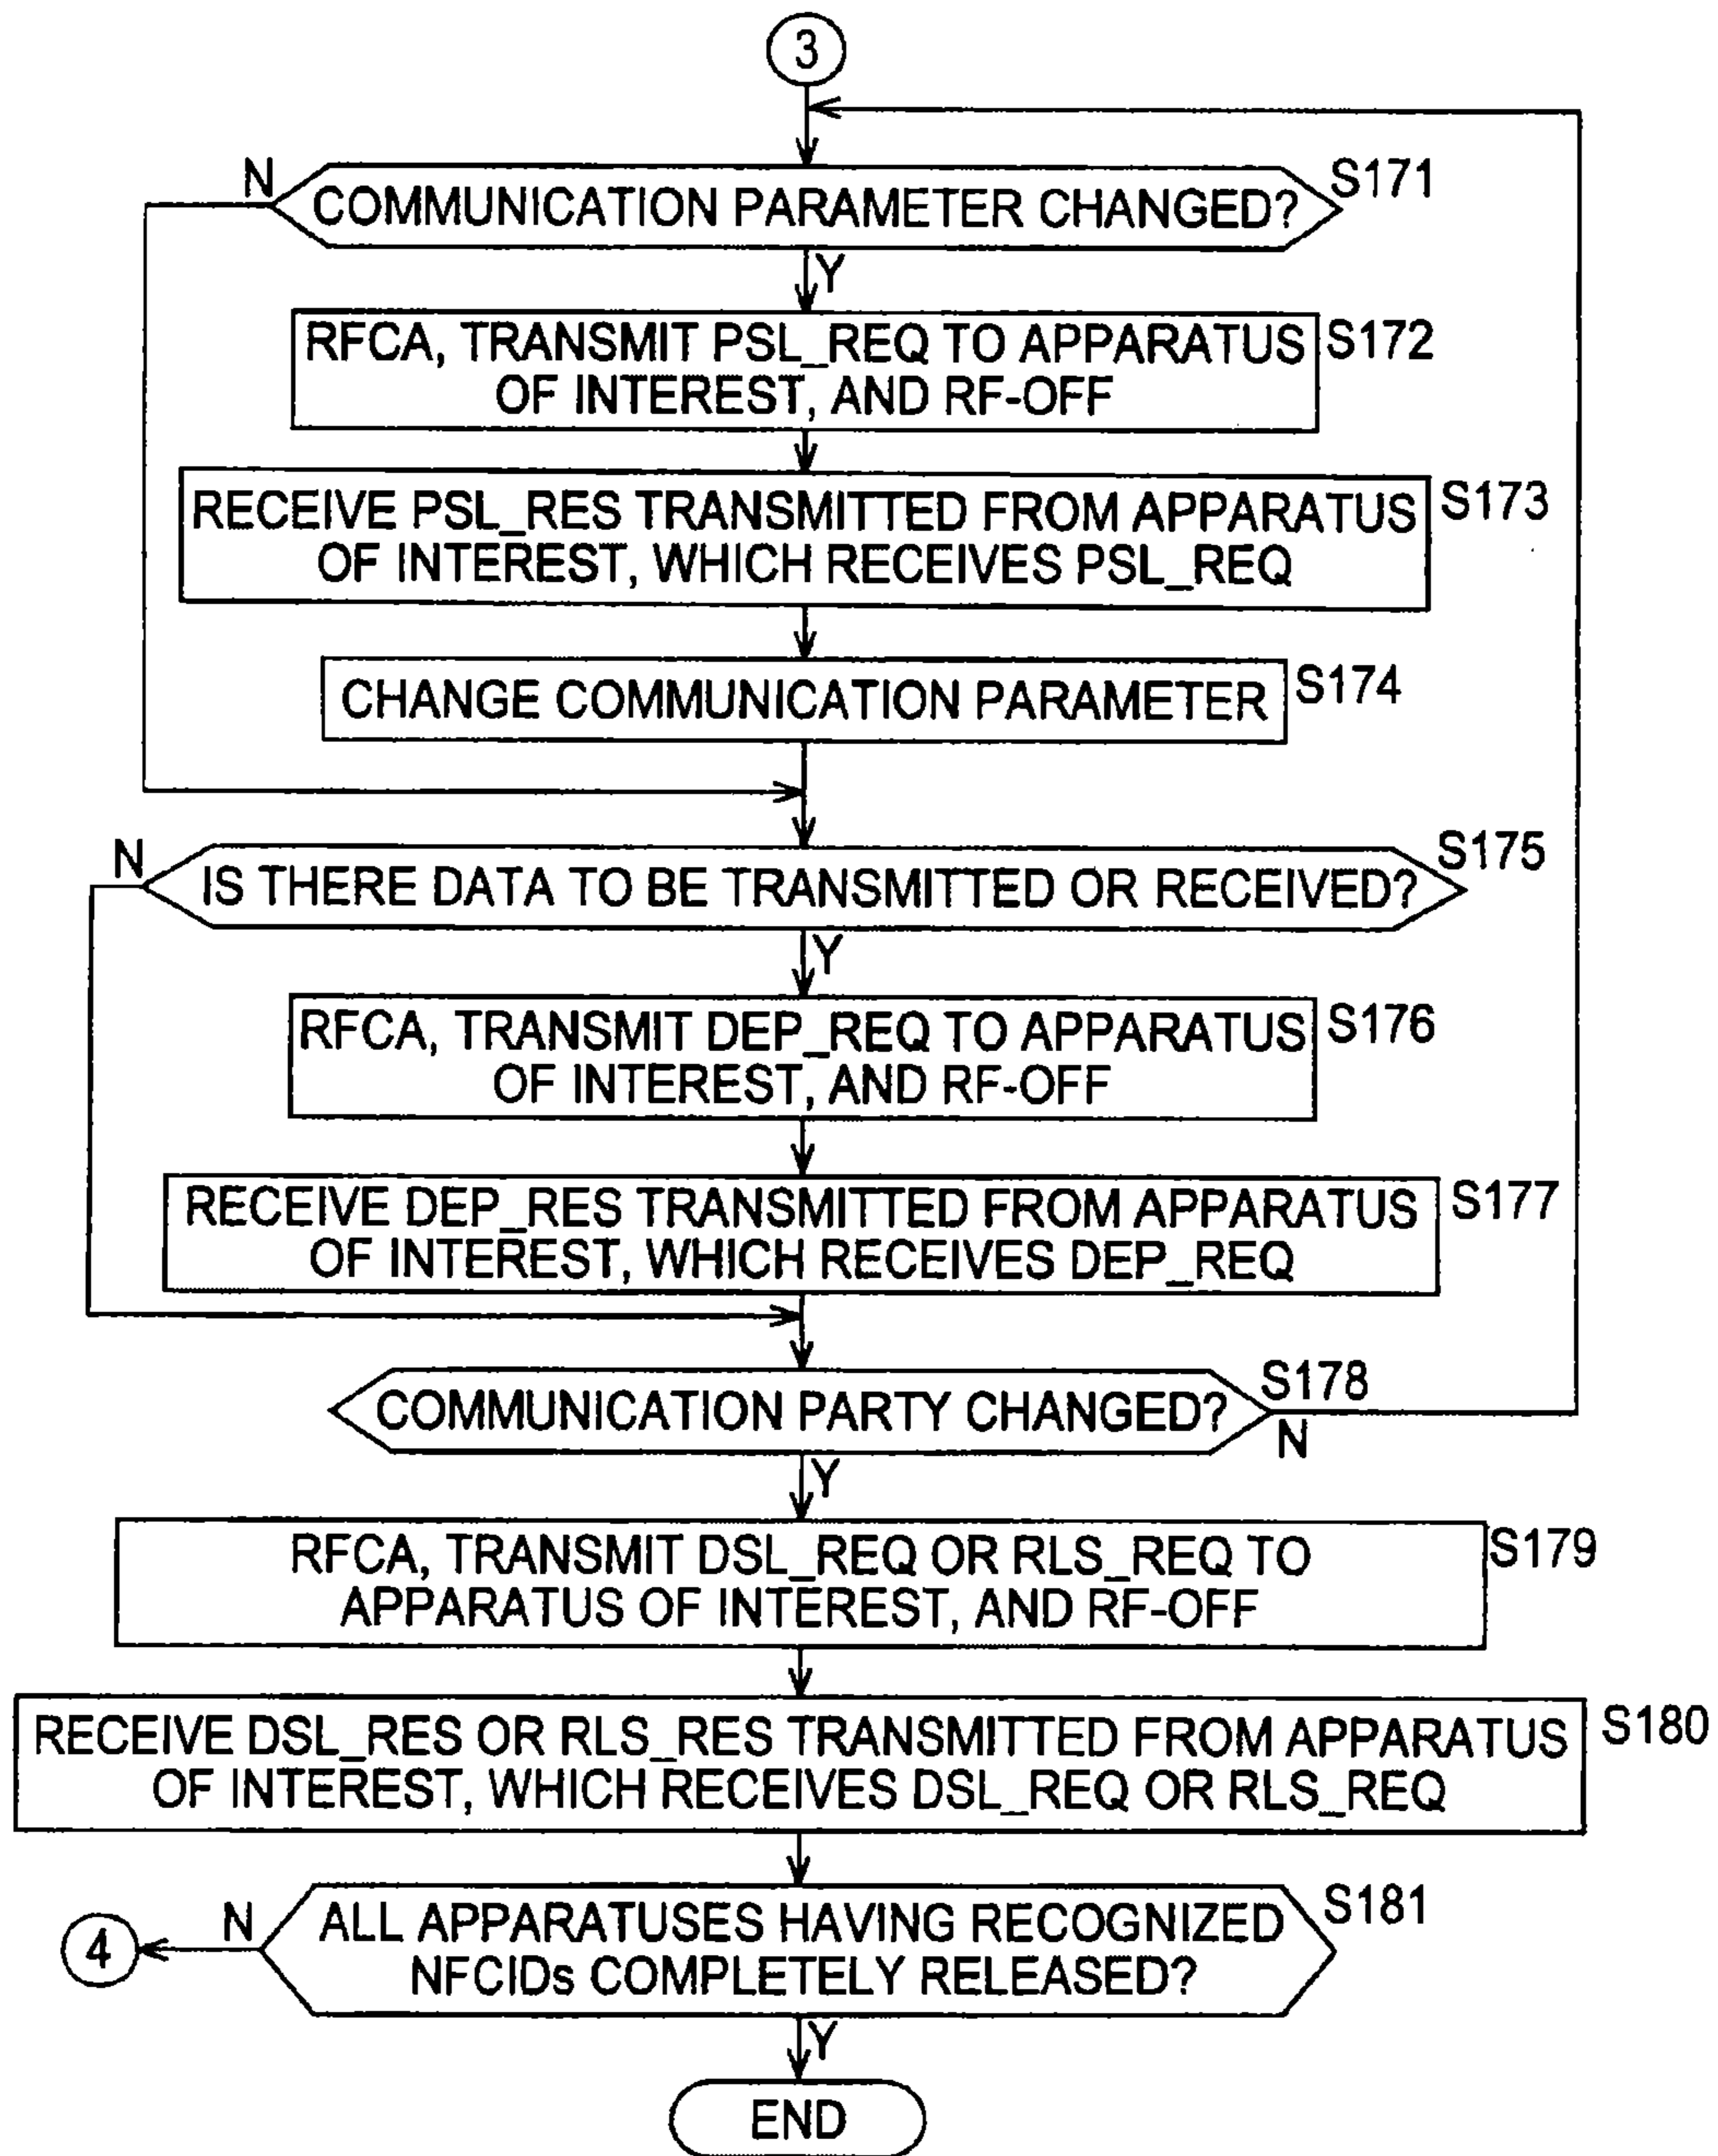 3
N
COMMUNICATION PARAMETER CHANGED?
S171
Y
RFCA, TRANSMIT PSL_REQ TO APPARATUS
OF INTEREST, AND RF-OFF
S172
RECEIVE PSL_RES TRANSMITTED FROM APPARATUS
OF INTEREST, WHICH RECEIVES PSL_REQ
S173
CHANGE COMMUNICATION PARAMETER
S174
N
IS THERE DATA TO BE TRANSMITTED OR RECEIVED?
S175
Y
RFCA, TRANSMIT DEP_REQ TO APPARATUS
OF INTEREST, AND RF-OFF
S176
RECEIVE DEP_RES TRANSMITTED FROM APPARATUS
OF INTEREST, WHICH RECEIVES DEP_REQ
S177
COMMUNICATION PARTY CHANGED?
S178
N
Y
RFCA, TRANSMIT DSL_REQ OR RLS_REQ TO
APPARATUS OF INTEREST, AND RF-OFF
S179
RECEIVE DSL_RES OR RLS_RES TRANSMITTED FROM APPARATUS
OF INTEREST, WHICH RECEIVES DSL_REQ OR RLS_REQ
S180
4
N
ALL APPARATUSES HAVING RECOGNIZED
NFCIDs COMPLETELY RELEASED?
S181
Y
END